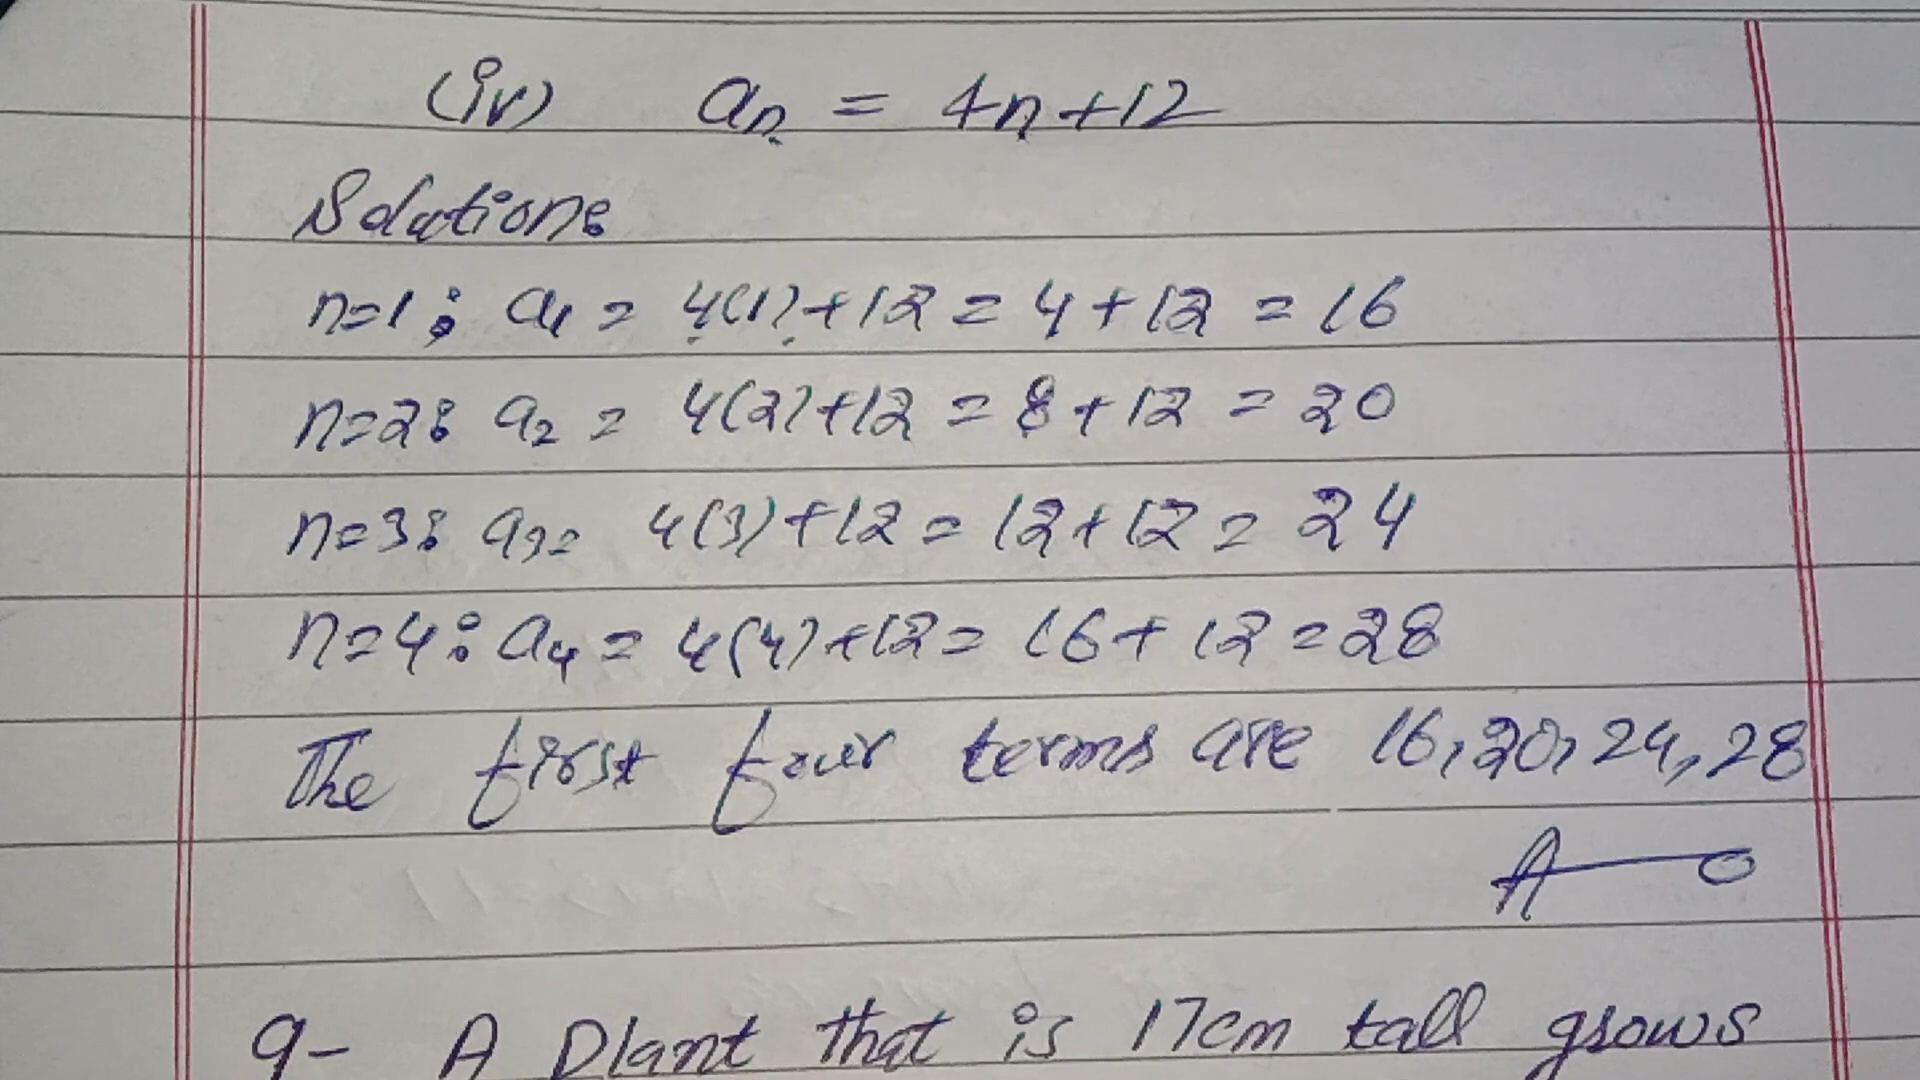 (iv) aₙ = 4n+12
Solution:
n=1: a₁ = 4(1)+12 = 4+12 = 16
n=2: a₂ = 4(2)+12 = 8+12 = 20
n=3: a₃ = 4(3)+12 = 12+12 = 24
n=4: a₄ = 4(4)+12 = 16+12 = 28
The first four terms are 16,20,24,28
9- A Plant that is 17cm tall grows